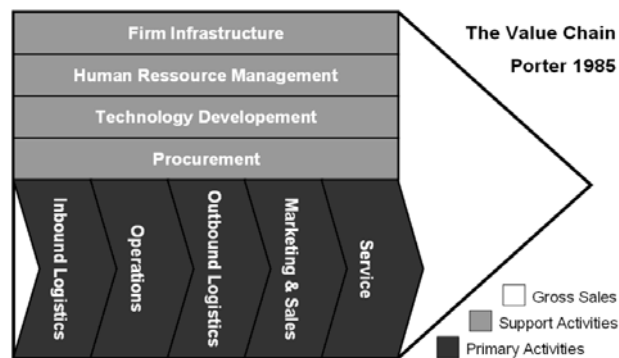 Firm Infrastructure
Human Ressource Management
Technology Developement
Procurement
Inbound Logistics
Operations
Outbound Logistics
Marketing & Sales
Service
The Value Chain
Porter 1985
Gross Sales
Support Activities
Primary Activities